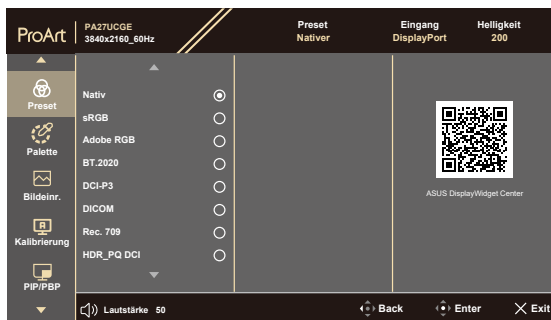 ProArt
PA27UCGE
3840x2160_60Hz
Preset
Nativer
Eingang
DisplayPort
Helligkeit
200
Preset
Palette
Bildeinr.
Kalibrierung
PIP/PBP
Nativ
sRGB
Adobe RGB
BT.2020
DCI-P3
DICOM
Rec. 709
HDR_PQ DCI
ASUS DisplayWidget Center
Lautstärke 50
Back
Enter
Exit